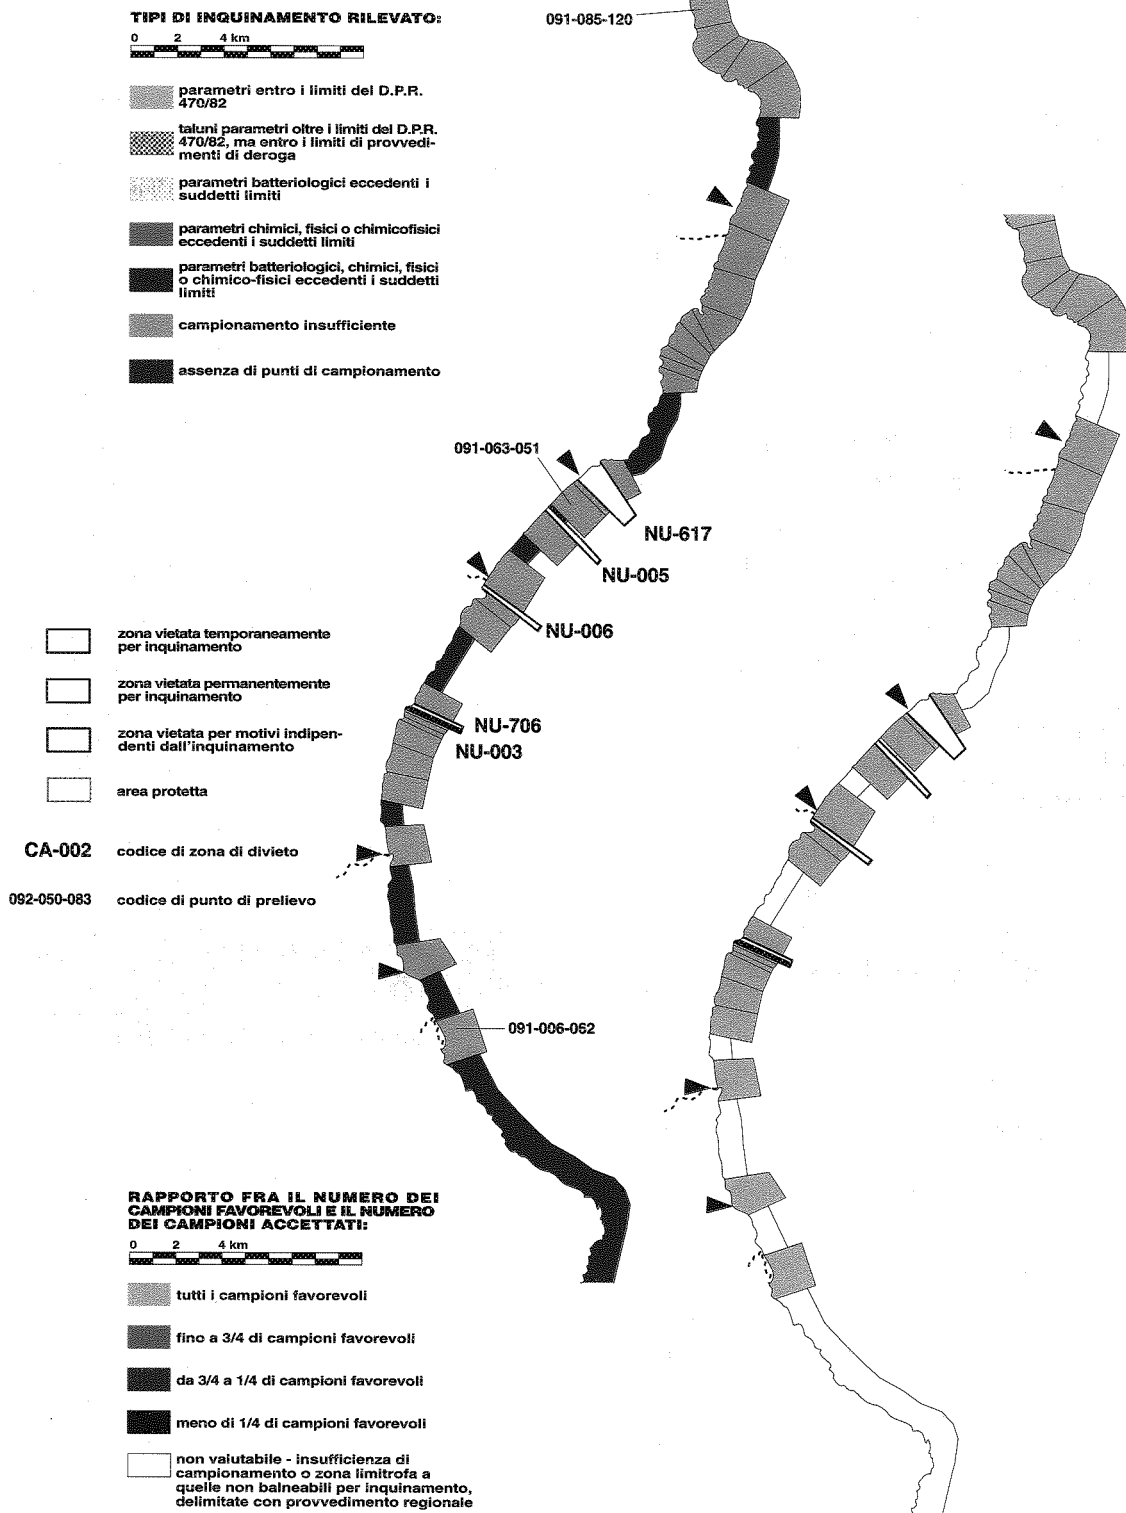 TIPI DI INQUINAMENTO RILEVATO:
0 2 4 km
parametri entro i limiti del D.P.R.
470/82
taluni parametri oltre i limiti del D.P.R.
470/82, ma entro i limiti di provvedi-
menti di deroga
parametri batteriologici eccedenti i
suddetti limiti
parametri chimici, fisici o chimicofisici
eccedenti i suddetti limiti
parametri batteriologici, chimici, fisici
o chimico-fisici eccedenti i suddetti
limiti
campionamento insufficiente
assenza di punti di campionamento
091-085-120
091-063-051
NU-617
NU-005
NU-006
NU-706
NU-003
091-006-062
zona vietata temporaneamente
per inquinamento
zona vietata permanentemente
per inquinamento
zona vietata per motivi indipen-
denti dall'inquinamento
area protetta
CA-002 codice di zona di divieto
092-050-083 codice di punto di prelievo
RAPPORTO FRA IL NUMERO DEI
CAMPIONI FAVOREVOLI E IL NUMERO
DEI CAMPIONI ACCETTATI:
0 2 4 km
tutti i campioni favorevoli
fino a 3/4 di campioni favorevoli
da 3/4 a 1/4 di campioni favorevoli
meno di 1/4 di campioni favorevoli
non valutabile - insufficienza di
campionamento o zona limitrofa a
quelle non balneabili per inquinamento,
delimitate con provvedimento regionale